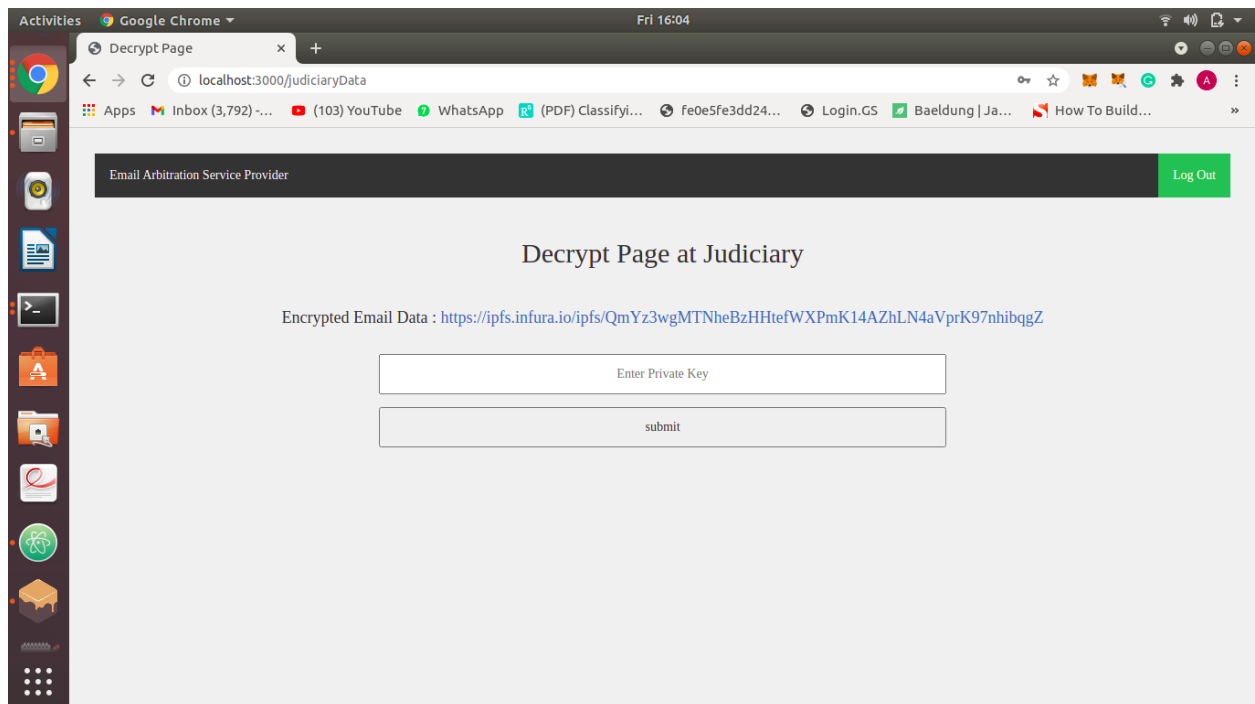 Activities Google Chrome Fri 16:04
Decrypt Page
localhost:3000/judiciaryData A
Apps Inbox (3,792) -... (103) YouTube WhatsApp (PDF) Classifyi... fe0e5fe3dd24... Login.GS Baeldung | Ja... How To Build... »
Email Arbitration Service Provider Log Out
Decrypt Page at Judiciary
Encrypted Email Data : https://ipfs.infura.io/ipfs/QmYz3wgMTNheBzHHtefWXPmK14AZhLN4aVprK97nhibqgZ
Enter Private Key
submit